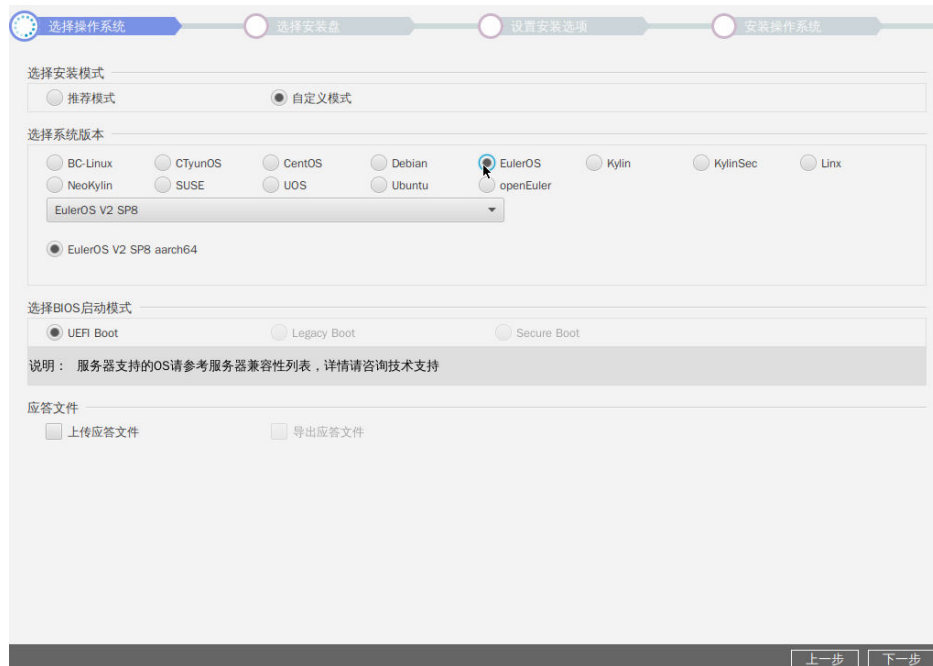 选择操作系统 选择安装盘 设置安装选项 安装操作系统
选择安装模式
推荐模式 自定义模式
选择系统版本
BC-Linux CTyunOS CentOS Debian EulerOS Kylin KylinSec Linx
NeoKylin SUSE UOS Ubuntu openEuler
EulerOS V2 SP8
EulerOS V2 SP8 aarch64
选择BIOS启动模式
UEFI Boot Legacy Boot Secure Boot
说明： 服务器支持的OS请参考服务器兼容性列表，详情请咨询技术支持
应答文件
上传应答文件 导出应答文件
上一步 下一步